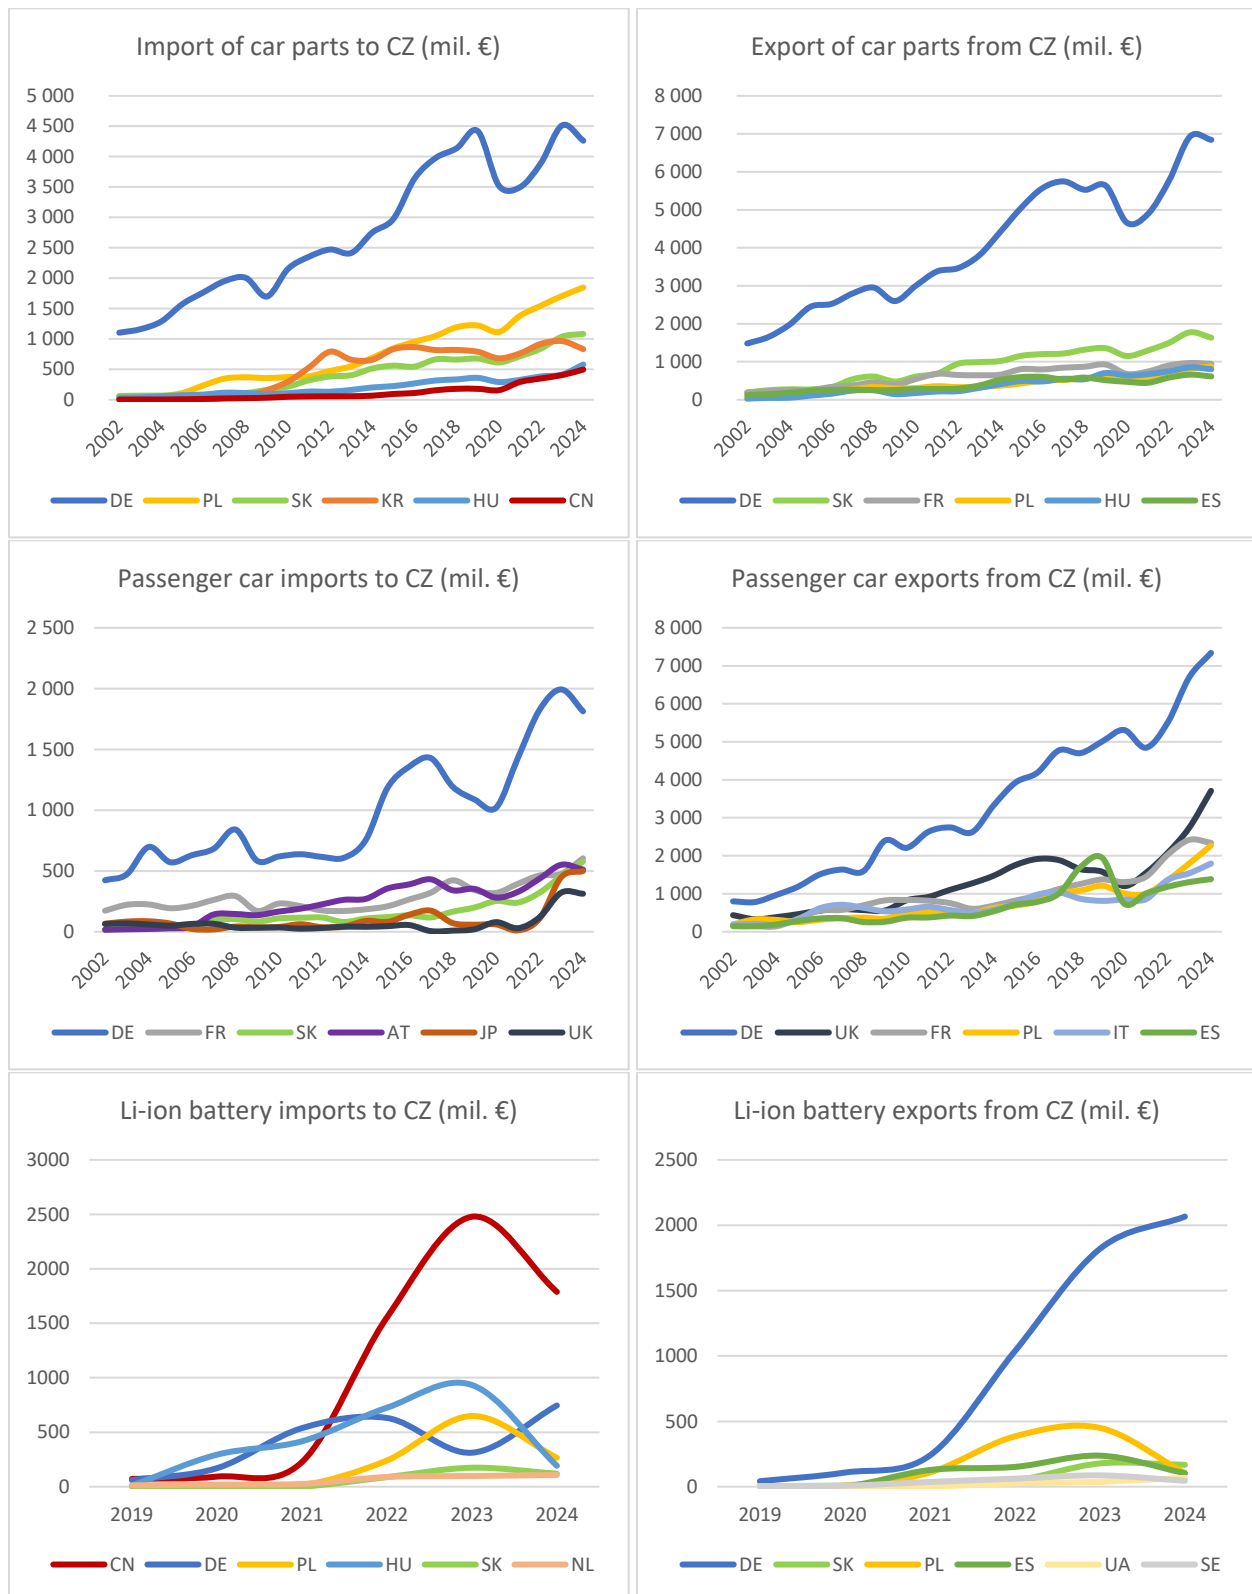 Import of car parts to CZ (mil. €)
5 000
4 500
4 000
3 500
3 000
2 500
2 000
1 500
1 000
500
0
2002 2004 2006 2008 2010 2012 2014 2016 2018 2020 2022 2024
DE PL SK KR HU CN
Export of car parts from CZ (mil. €)
8 000
7 000
6 000
5 000
4 000
3 000
2 000
1 000
0
2002 2004 2006 2008 2010 2012 2014 2016 2018 2020 2022 2024
DE SK FR PL HU ES
Passenger car imports to CZ (mil. €)
2 500
2 000
1 500
1 000
500
0
2002 2004 2006 2008 2010 2012 2014 2016 2018 2020 2022 2024
DE FR SK AT JP UK
Passenger car exports from CZ (mil. €)
8 000
7 000
6 000
5 000
4 000
3 000
2 000
1 000
0
2002 2004 2006 2008 2010 2012 2014 2016 2018 2020 2022 2024
DE UK FR PL IT ES
Li-ion battery imports to CZ (mil. €)
3000
2500
2000
1500
1000
500
0
2019 2020 2021 2022 2023 2024
CN DE PL HU SK NL
Li-ion battery exports from CZ (mil. €)
2500
2000
1500
1000
500
0
2019 2020 2021 2022 2023 2024
DE SK PL ES UA SE